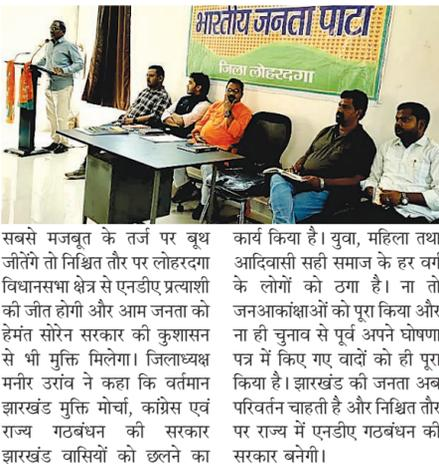 भारतीय जनता पार्टी
जिला लोहरदगा
सबसे मजबूत के तर्ज पर बूथ
जीतेंगे तो निश्चित तौर पर लोहरदगा
विधानसभा क्षेत्र से एनडीए प्रत्याशी
की जीत होगी और आम जनता को
हेमंत सोरेन सरकार की कुशासन
से भी मुक्ति मिलेगा। जिलाध्यक्ष
मनीर उरांव ने कहा कि वर्तमान
झारखंड मुक्ति मोर्चा, कांग्रेस एवं
राज्य गठबंधन की सरकार
झारखंड वासियों को छलने का
कार्य किया है। युवा, महिला तथा
आदिवासी सही समाज के हर वर्ग
के लोगों को ठगा है। ना तो
जनआकांक्षाओं को पूरा किया और
ना ही चुनाव से पूर्व अपने घोषणा
पत्र में किए गए वादों को ही पूरा
किया है। झारखंड की जनता अब
परिवर्तन चाहती है और निश्चित तौर
पर राज्य में एनडीए गठबंधन की
सरकार बनेगी।